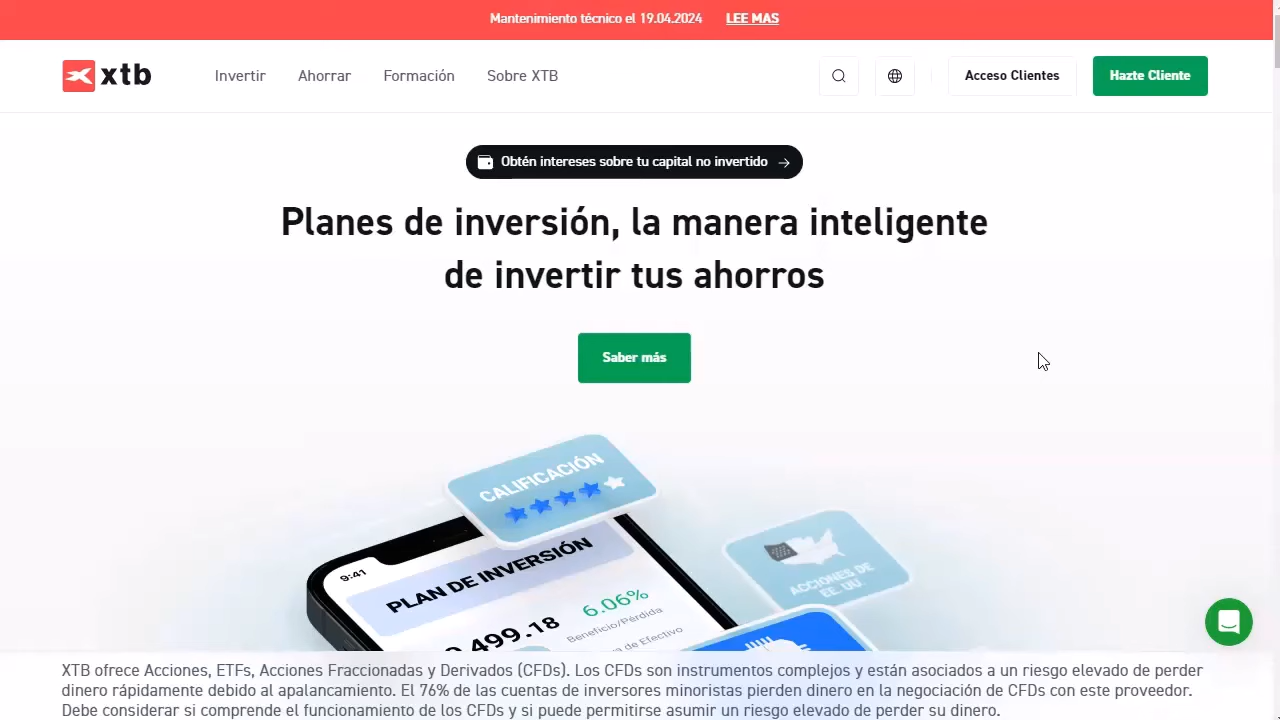 Mantenimiento técnico el 19.04.2024 LEE MAS
xtb Invertir Ahorrar Formación Sobre XTB Acceso Clientes Hazte Cliente
Obtén intereses sobre tu capital no invertido →
Planes de inversión, la manera inteligente
de invertir tus ahorros
Saber más
CALIFICACIÓN
9:41
PLAN DE INVERSIÓN
499.18
6.06%
Beneficio/Pérdida
de Efectivo
ACCIONES DE
EE. UU
XTB ofrece Acciones, ETFs, Acciones Fraccionadas y Derivados (CFDs). Los CFDs son instrumentos complejos y están asociados a un riesgo elevado de perder
dinero rápidamente debido al apalancamiento. El 76% de las cuentas de inversores minoristas pierden dinero en la negociación de CFDs con este proveedor.
Debe considerar si comprende el funcionamiento de los CFDs y si puede permitirse asumir un riesgo elevado de perder su dinero.